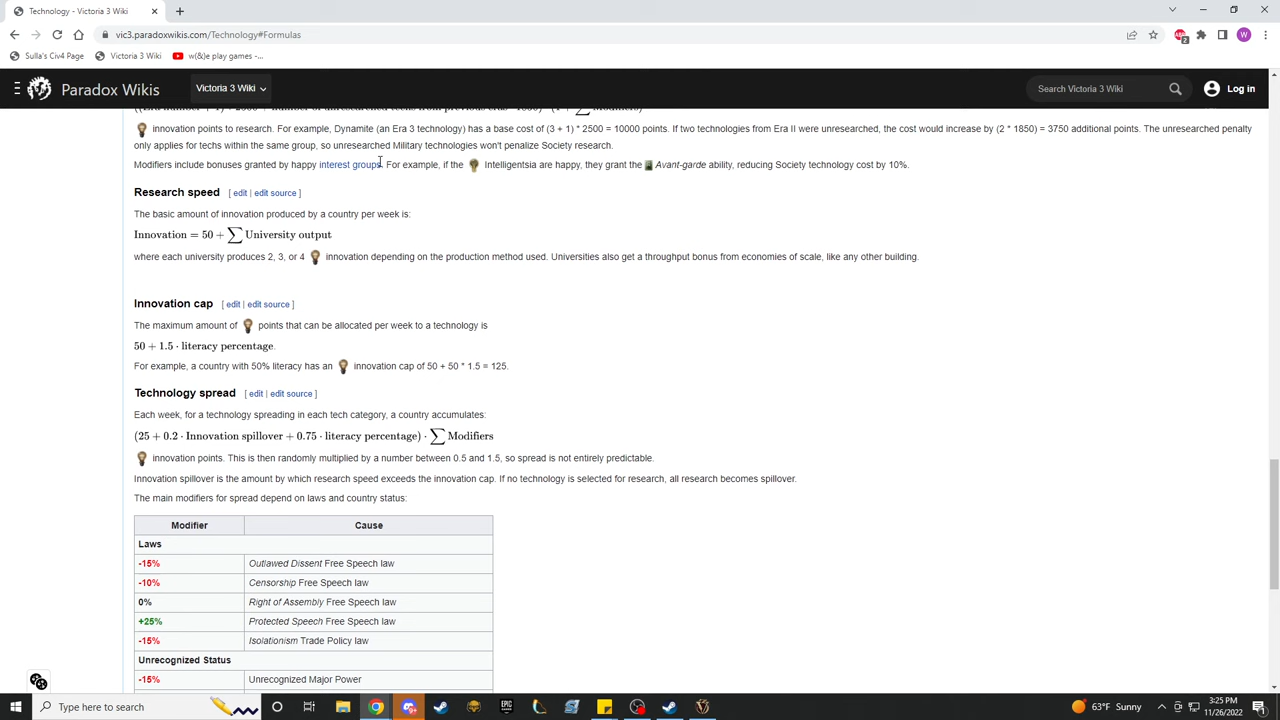 Technology - Victoria 3 Wiki
vic3.paradoxwikis.com/Technology#Formulas
2
W
Sulla's Civ4 Page
Victoria 3 Wiki
w(&)e play games -...
Paradox Wikis
Victoria 3 Wiki
Search Victoria 3 Wiki
Log in
innovation points to research. For example, Dynamite (an Era 3 technology) has a base cost of (3 + 1) * 2500 = 10000 points. If two technologies from Era II were unresearched, the cost would increase by (2 * 1850) = 3750 additional points. The unresearched penalty
only applies for techs within the same group, so unresearched Military technologies won't penalize Society research.
Modifiers include bonuses granted by happy interest groups. For example, if the Intelligentsia are happy, they grant the Avant-garde ability, reducing Society technology cost by 10%.
Research speed [ edit | edit source ]
The basic amount of innovation produced by a country per week is:
Innovation = 50 + ∑ University output
where each university produces 2, 3, or 4 innovation depending on the production method used. Universities also get a throughput bonus from economies of scale, like any other building.
Innovation cap [ edit | edit source ]
The maximum amount of points that can be allocated per week to a technology is
50 + 1.5 · literacy percentage.
For example, a country with 50% literacy has an innovation cap of 50 + 50 * 1.5 = 125.
Technology spread [ edit | edit source ]
Each week, for a technology spreading in each tech category, a country accumulates:
(25 + 0.2 · Innovation spillover + 0.75 · literacy percentage) · ∑ Modifiers
innovation points. This is then randomly multiplied by a number between 0.5 and 1.5, so spread is not entirely predictable.
Innovation spillover is the amount by which research speed exceeds the innovation cap. If no technology is selected for research, all research becomes spillover.
The main modifiers for spread depend on laws and country status:
Modifier Cause
Laws
-15% Outlawed Dissent Free Speech law
-10% Censorship Free Speech law
0% Right of Assembly Free Speech law
+25% Protected Speech Free Speech law
-15% Isolationism Trade Policy law
Unrecognized Status
-15% Unrecognized Major Power
Type here to search
EPIC
63°F Sunny
3:25 PM
11/26/2022